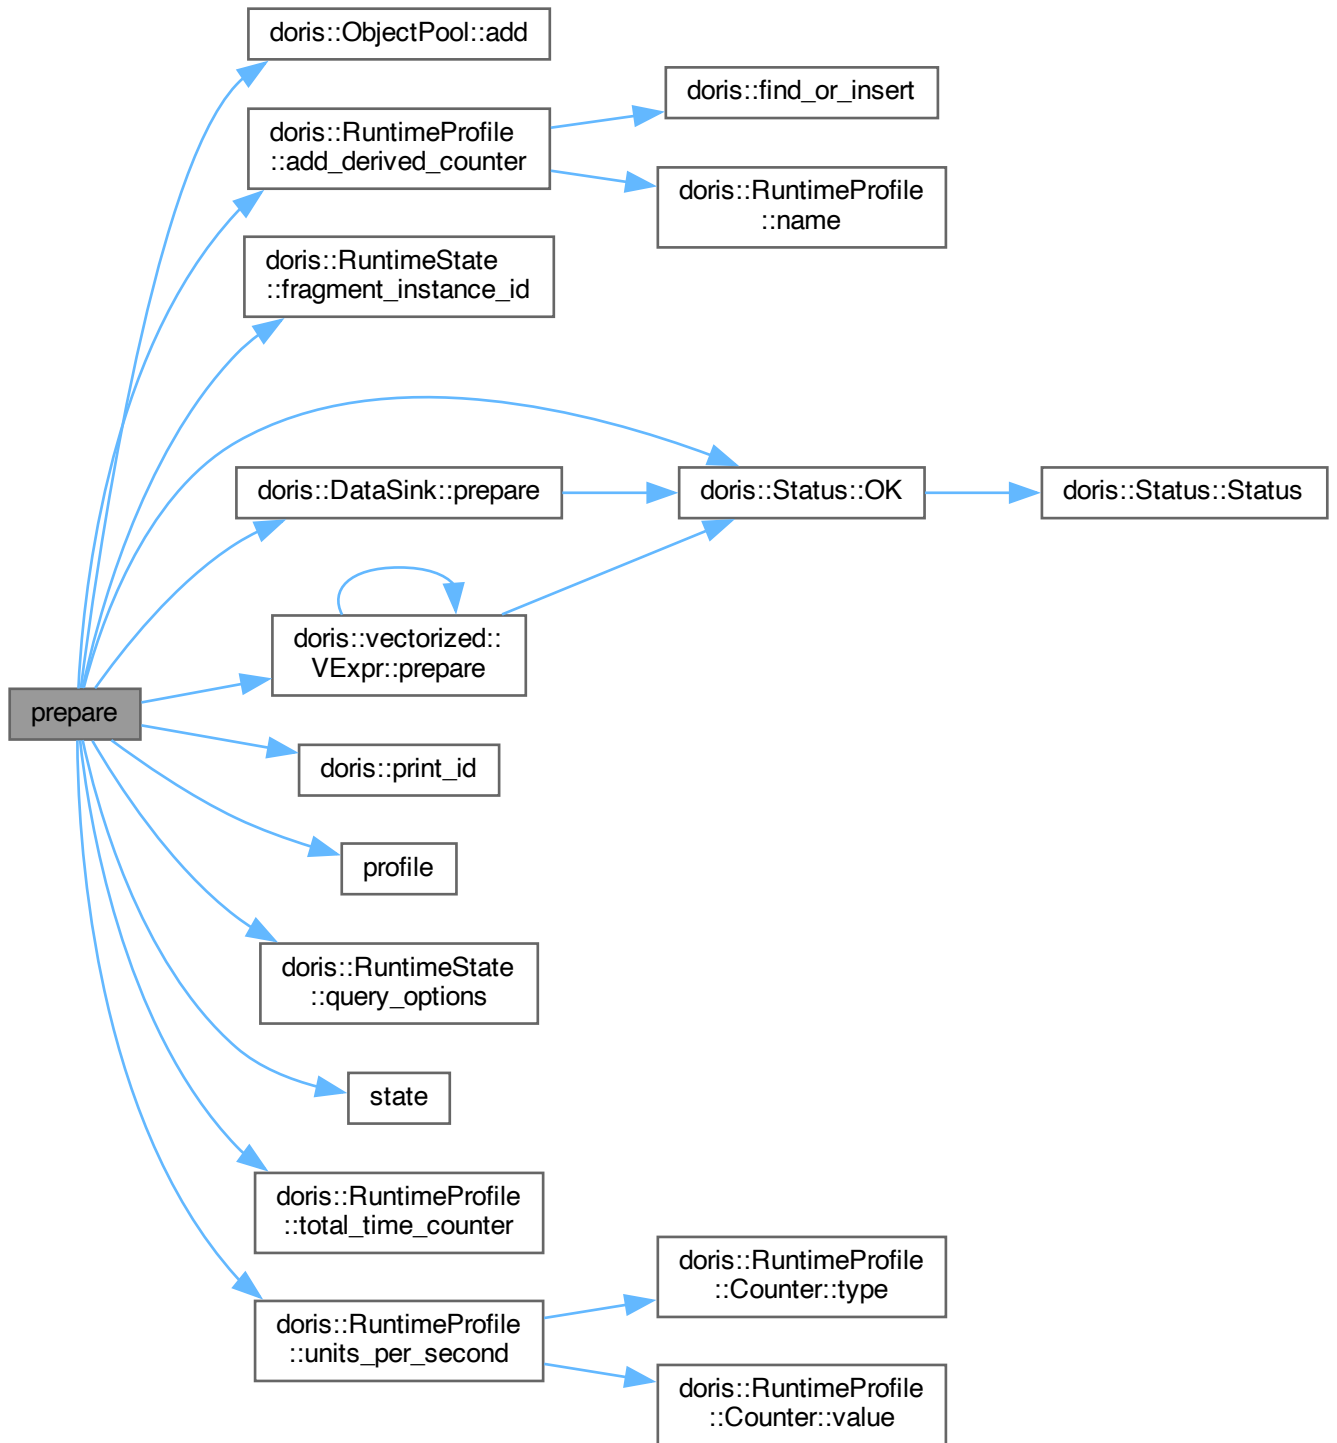 doris::ObjectPool::add
doris::RuntimeProfile
::add_derived_counter
doris::find_or_insert
doris::RuntimeProfile
::name
doris::RuntimeState
::fragment_instance_id
doris::DataSink::prepare
doris::Status::OK
doris::Status::Status
doris::vectorized::
VExpr::prepare
prepare
doris::print_id
profile
doris::RuntimeState
::query_options
state
doris::RuntimeProfile
::total_time_counter
doris::RuntimeProfile
::units_per_second
doris::RuntimeProfile
::Counter::type
doris::RuntimeProfile
::Counter::value